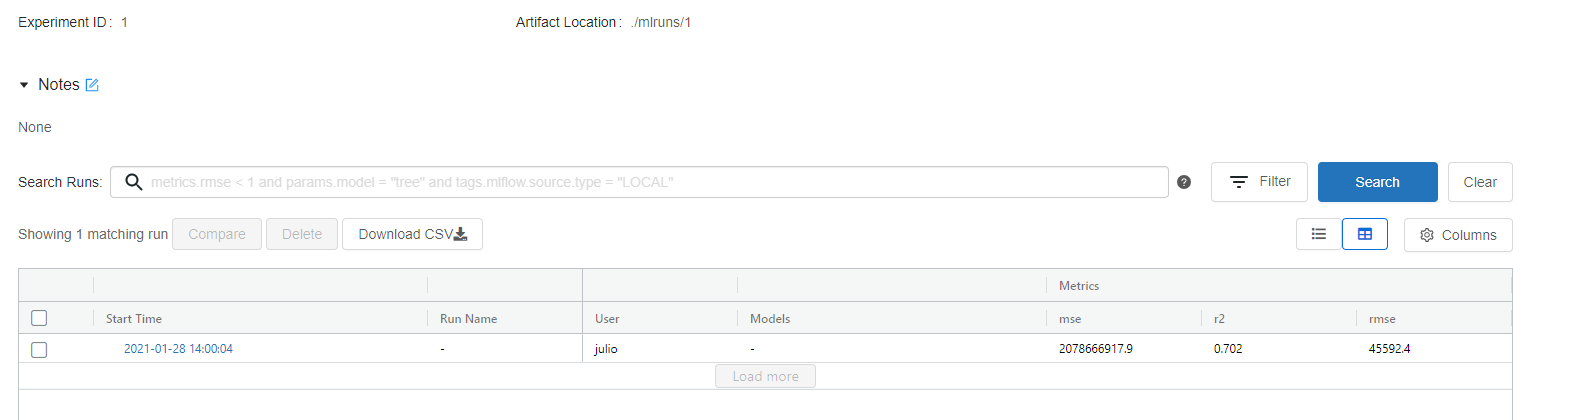 Experiment ID: 1 Artifact Location: ./mlruns/1
Notes
None
Search Runs: metrics.rmse < 1 and params.model = "tree" and tags.mlflow.source.type = "LOCAL" ? Filter Search Clear
Showing 1 matching run Compare Delete Download CSV Columns
Metrics
Start Time Run Name User Models mse r2 rmse
2021-01-28 14:00:04 - julio - 2078666917.9 0.702 45592.4
Load more